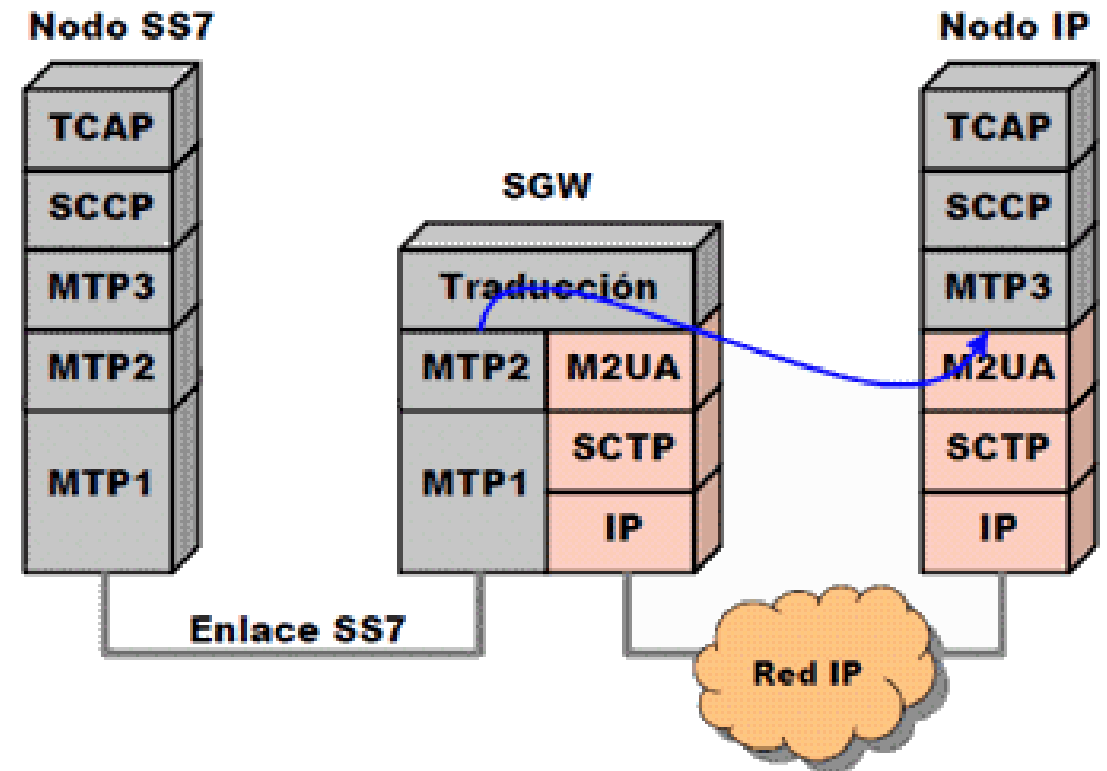 Nodo SS7
TCAP
SCCP
MTP3
MTP2
MTP1
SGW
Traducción
MTP2
M2UA
MTP1
SCTP
IP
Nodo IP
TCAP
SCCP
MTP3
M2UA
SCTP
IP
Enlace SS7
Red IP